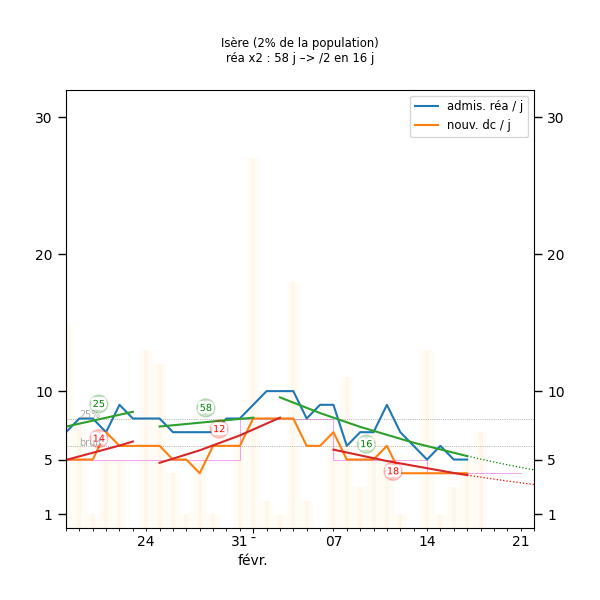 Isère (2% de la population)
réa x2 : 58 j –> /2 en 16 j
admis. réa / j
nouv. dc / j
30 30
20 20
10 10
5 5
1 1
25
58
25%
14
12
16
18
24 31 07 14 21
févr.